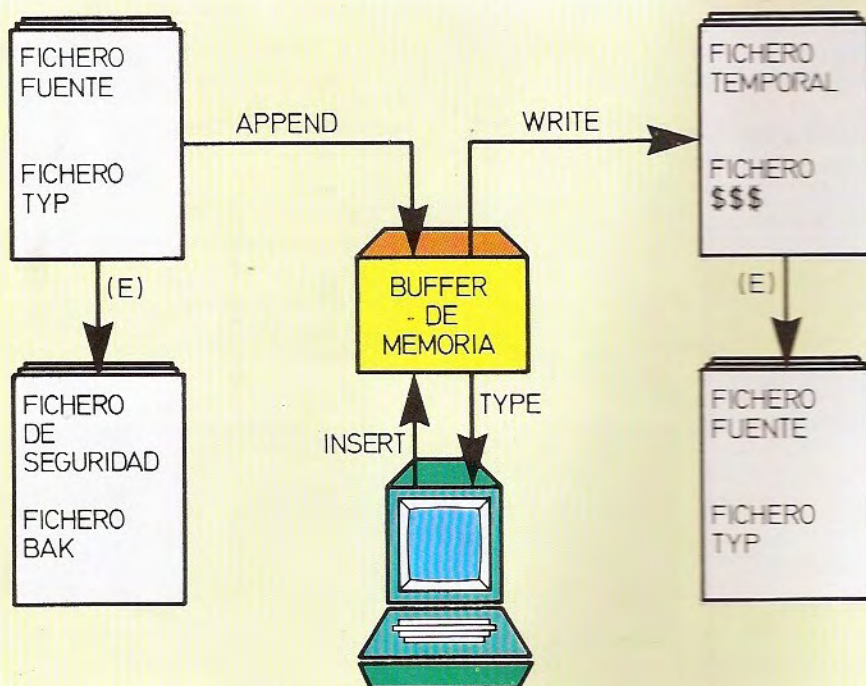 FICHERO
FUENTE
FICHERO
TYP
APPEND
WRITE
FICHERO
TEMPORAL
FICHERO
$$$
(E)
(E)
BUFFER
DE
MEMORIA
INSERT
TYPE
FICHERO
DE
SEGURIDAD
FICHERO
BAK
FICHERO
FUENTE
FICHERO
TYP